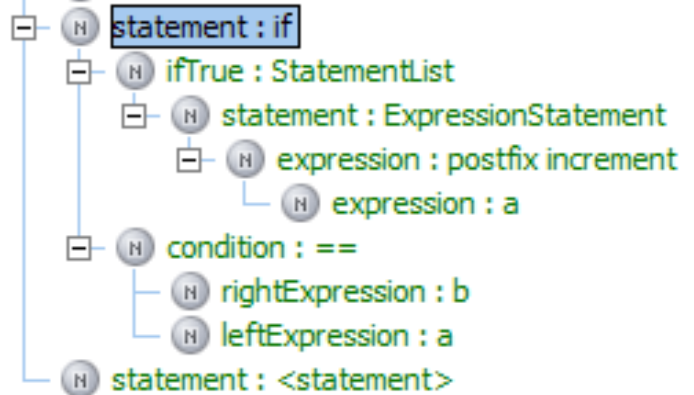 N statement : if
N ifTrue : StatementList
N statement : ExpressionStatement
N expression : postfix increment
N expression : a
N condition : ==
N rightExpression : b
N leftExpression : a
N statement : <statement>